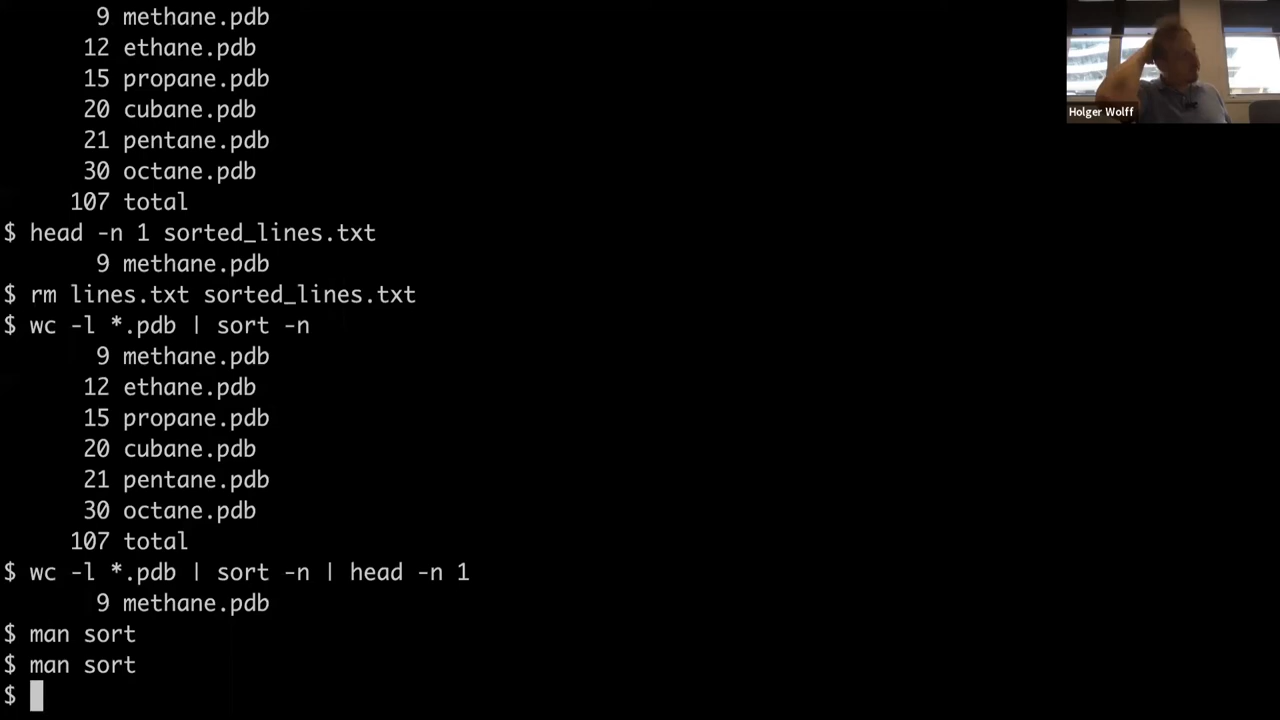 9 methane.pdb
12 ethane.pdb
15 propane.pdb
20 cubane.pdb
21 pentane.pdb
30 octane.pdb
107 total
$ head -n 1 sorted_lines.txt
9 methane.pdb
$ rm lines.txt sorted_lines.txt
$ wc -l *.pdb | sort -n
9 methane.pdb
12 ethane.pdb
15 propane.pdb
20 cubane.pdb
21 pentane.pdb
30 octane.pdb
107 total
$ wc -l *.pdb | sort -n | head -n 1
9 methane.pdb
$ man sort
$ man sort
$
Holger Wolff